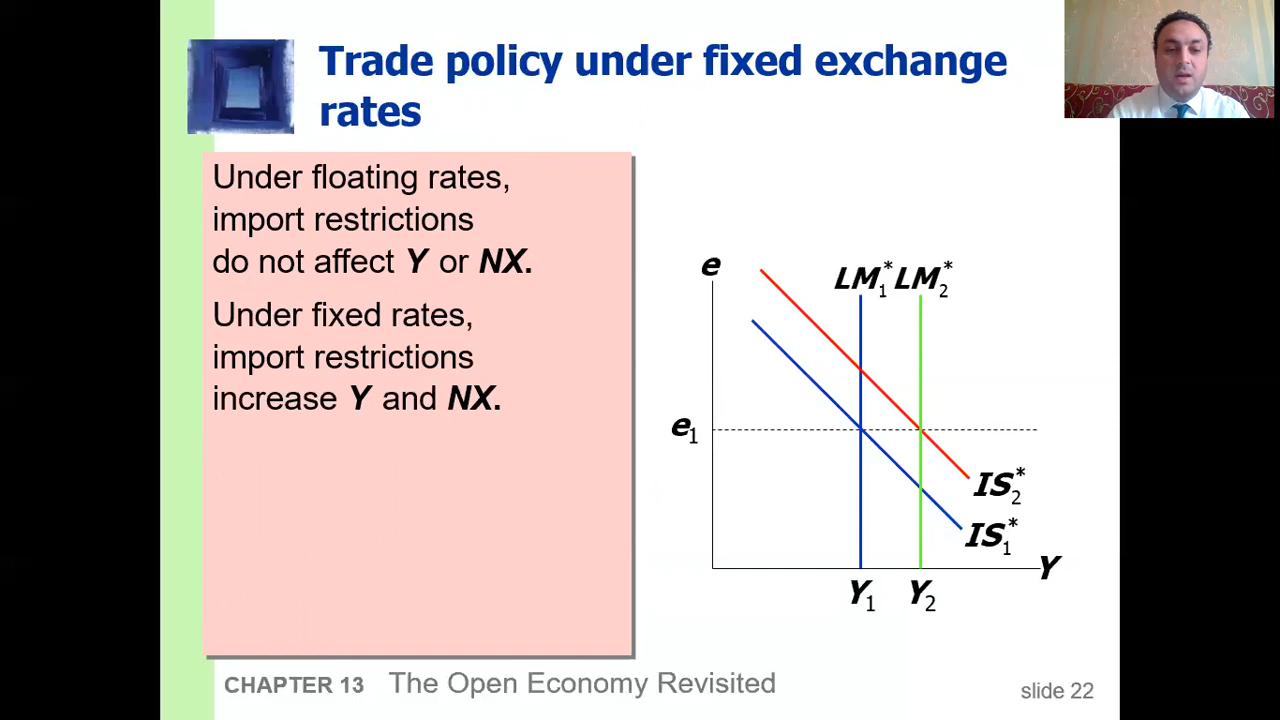 Trade policy under fixed exchange
rates
Under floating rates,
import restrictions
do not affect Y or NX.
Under fixed rates,
import restrictions
increase Y and NX.
e
LM*1 LM*2
e1
IS*2
IS*1
Y
Y1 Y2
CHAPTER 13 The Open Economy Revisited
slide 22